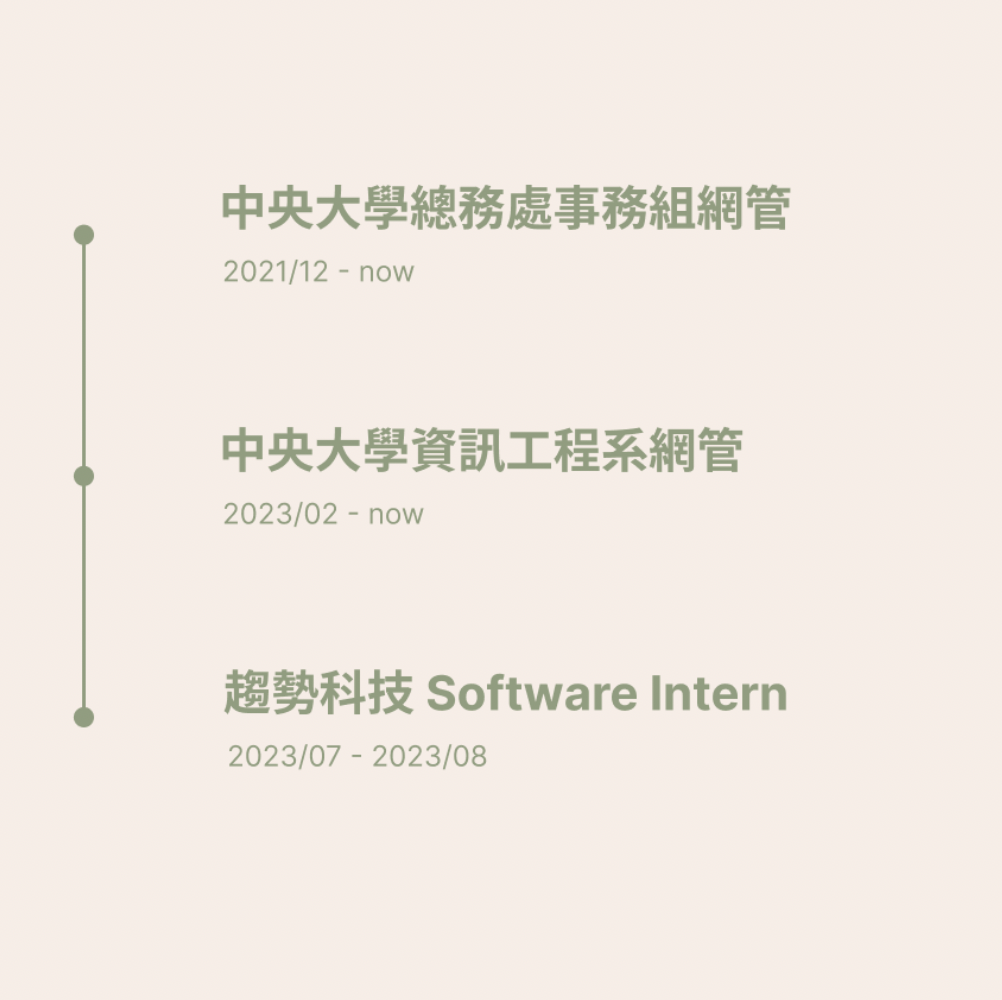 中央大學總務處事務組網管
2021/12 - now
中央大學資訊工程系網管
2023/02 - now
趨勢科技 Software Intern
2023/07 - 2023/08